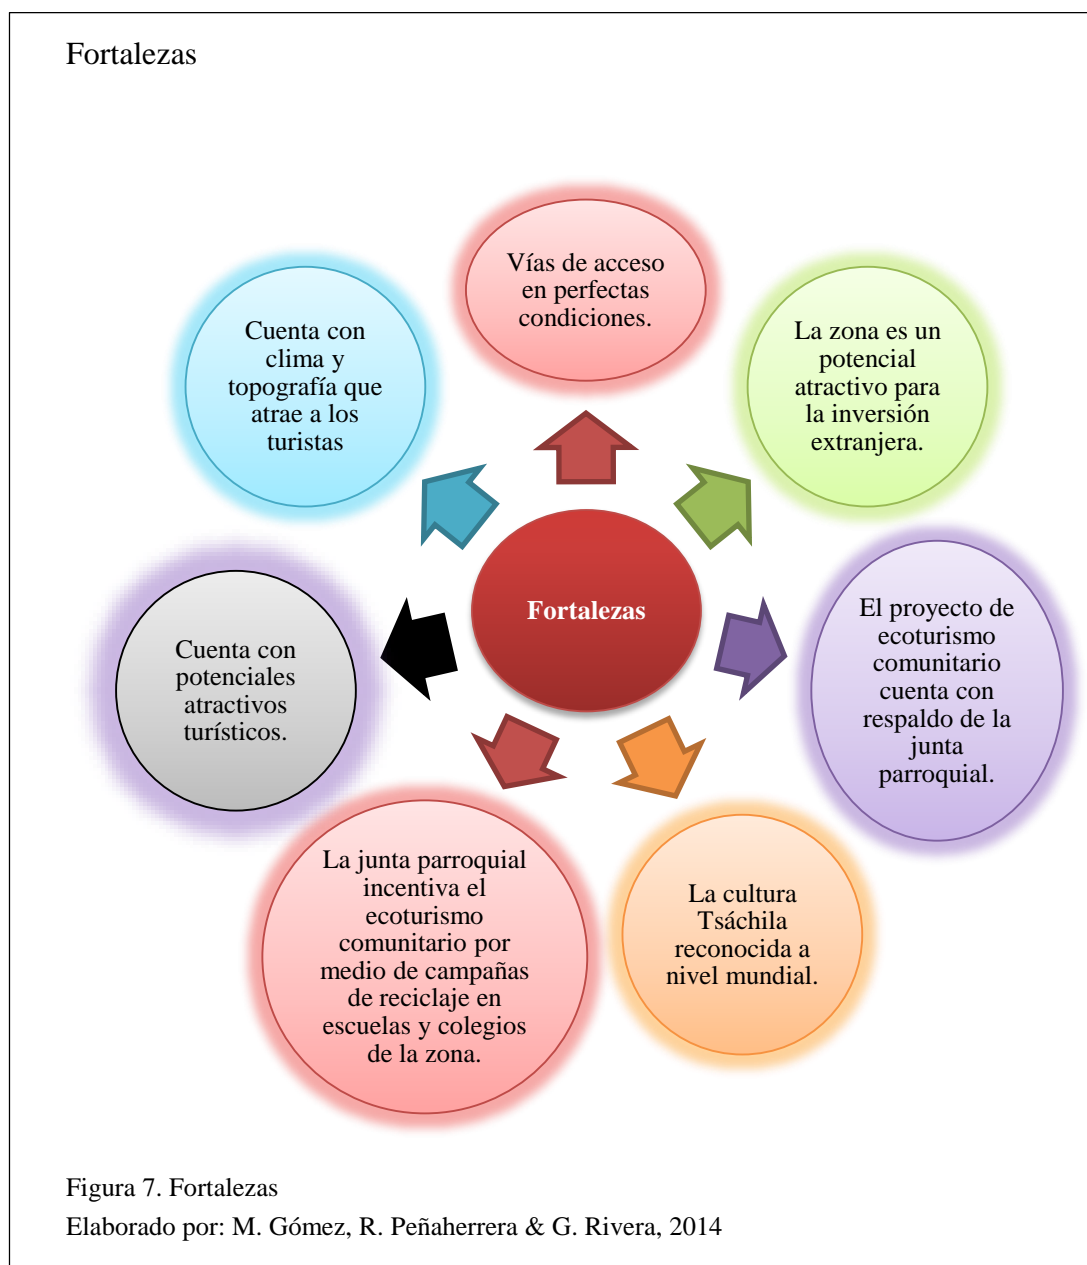 Fortalezas
Vías de acceso
en perfectas
condiciones.
La zona es un
potencial
atractivo para
la inversión
extranjera.
El proyecto de
ecoturismo
comunitario
cuenta con
respaldo de la
junta
parroquial.
La cultura
Tsáchila
reconocida a
nivel mundial.
La junta parroquial
incentiva el
ecoturismo
comunitario por
medio de campañas
de reciclaje en
escuelas y colegios
de la zona.
Cuenta con
potenciales
atractivos
turísticos.
Cuenta con
clima y
topografía que
atrae a los
turistas
Fortalezas
Figura 7. Fortalezas
Elaborado por: M. Gómez, R. Peñaherrera & G. Rivera, 2014